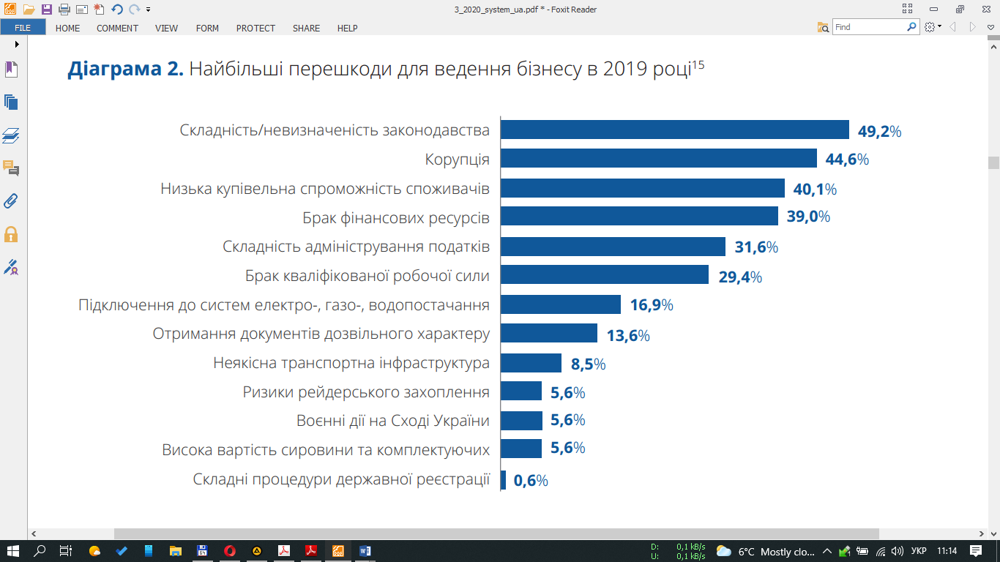 3_2020_system_ua.pdf * - Foxit Reader
FILE HOME COMMENT VIEW FORM PROTECT SHARE HELP Find
Діаграма 2. Найбільші перешкоди для ведення бізнесу в 2019 році15
Складність/невизначеність законодавства 49,2%
Корупція 44,6%
Низька купівельна спроможність споживачів 40,1%
Брак фінансових ресурсів 39,0%
Складність адміністрування податків 31,6%
Брак кваліфікованої робочої сили 29,4%
Підключення до систем електро-, газо-, водопостачання 16,9%
Отримання документів дозвільного характеру 13,6%
Неякісна транспортна інфраструктура 8,5%
Ризики рейдерського захоплення 5,6%
Воєнні дії на Сході України 5,6%
Висока вартість сировини та комплектуючих 5,6%
Складні процедури державної реєстрації 0,6%
D: 0,1 kB/s
U: 0,1 kB/s
6°C Mostly clo... УКР 11:14